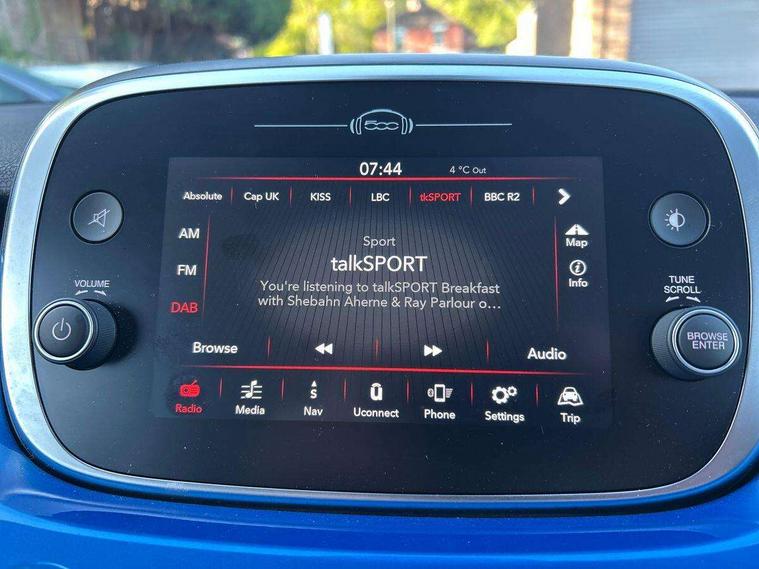 500
07:44
4 °C Out
Absolute
Cap UK
KISS
LBC
tkSPORT
BBC R2
AM
FM
DAB
Sport
talkSPORT
You're listening to talkSPORT Breakfast
with Shebahn Aherne & Ray Parlour o...
Map
Info
VOLUME
TUNE
SCROLL
BROWSE
ENTER
Browse
Audio
Radio
Media
S
Nav
Uconnect
Phone
Settings
Trip